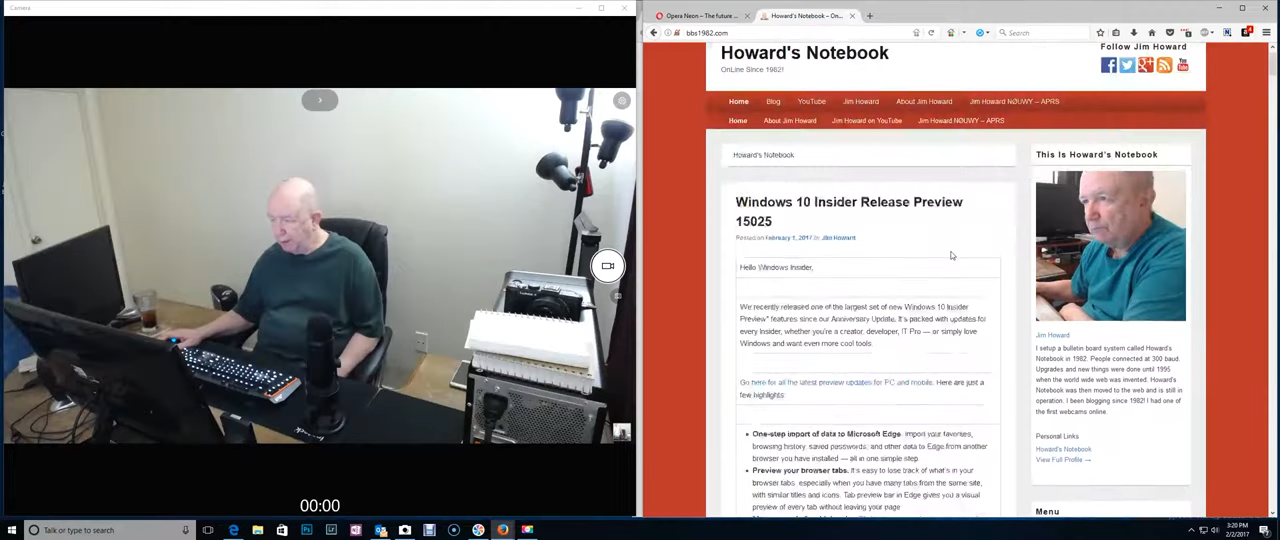 Camera
00:00
Opera Neon – The future ...
Howard's Notebook – On...
bbs1982.com
Search
Howard's Notebook
OnLine Since 1982!
Follow Jim Howard
Home Blog YouTube Jim Howard About Jim Howard Jim Howard NØUWY – APRS
Home About Jim Howard Jim Howard on YouTube Jim Howard NØUWY – APRS
Howard's Notebook
Windows 10 Insider Release Preview
15025
Posted on February 1, 2017 by Jim Howard
Hello Windows Insider,
We recently released one of the largest set of new Windows 10 Insider
Preview* features since our Anniversary Update. It's packed with updates for
every Insider, whether you're a creator, developer, IT Pro — or simply love
Windows and want even more cool tools.
Go here for all the latest preview updates for PC and mobile. Here are just a
few highlights:
One-step import of data to Microsoft Edge. Import your favorites,
browsing history, saved passwords, and other data to Edge from another
browser you have installed — all in one simple step.
Preview your browser tabs. It's easy to lose track of what's in your
browser tabs, especially when you have many tabs from the same site,
with similar titles and icons. Tab preview bar in Edge gives you a visual
preview of every tab without leaving your page
This Is Howard's Notebook
Jim Howard
I setup a bulletin board system called Howard's
Notebook in 1982. People connected at 300 baud.
Upgrades and new things were done until 1995
when the world wide web was invented. Howard's
Notebook was then moved to the web and is still in
operation. I been blogging since 1982! I had one of
the first webcams online.
Personal Links
Howard's Notebook
View Full Profile →
Menu
Talk or type to search
3:20 PM
2/2/2017